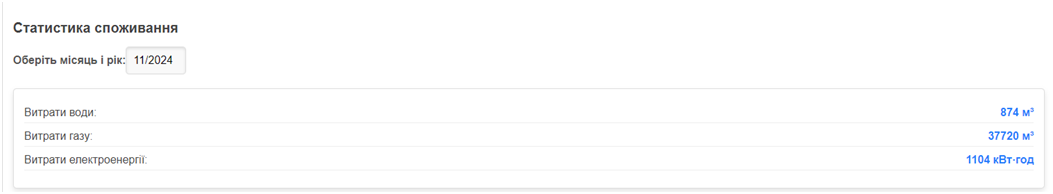 Статистика споживання
Оберіть місяць і рік: 11/2024
Витрати води: 874 м³
Витрати газу: 37720 м³
Витрати електроенергії: 1104 кВт·год